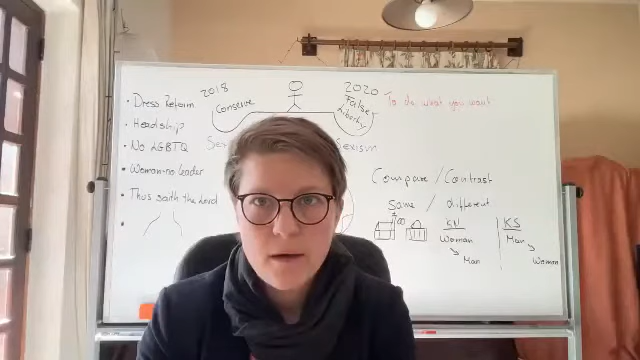 2018
2020
Conserve
False
Liberty
To do what you want
Dress Reform
Headship
No LGBTQ
Sexism
Woman-no leader
Compare / Contrast
Thus saith the Lord
Same / different
KS
Woman
Man
Man
Woman